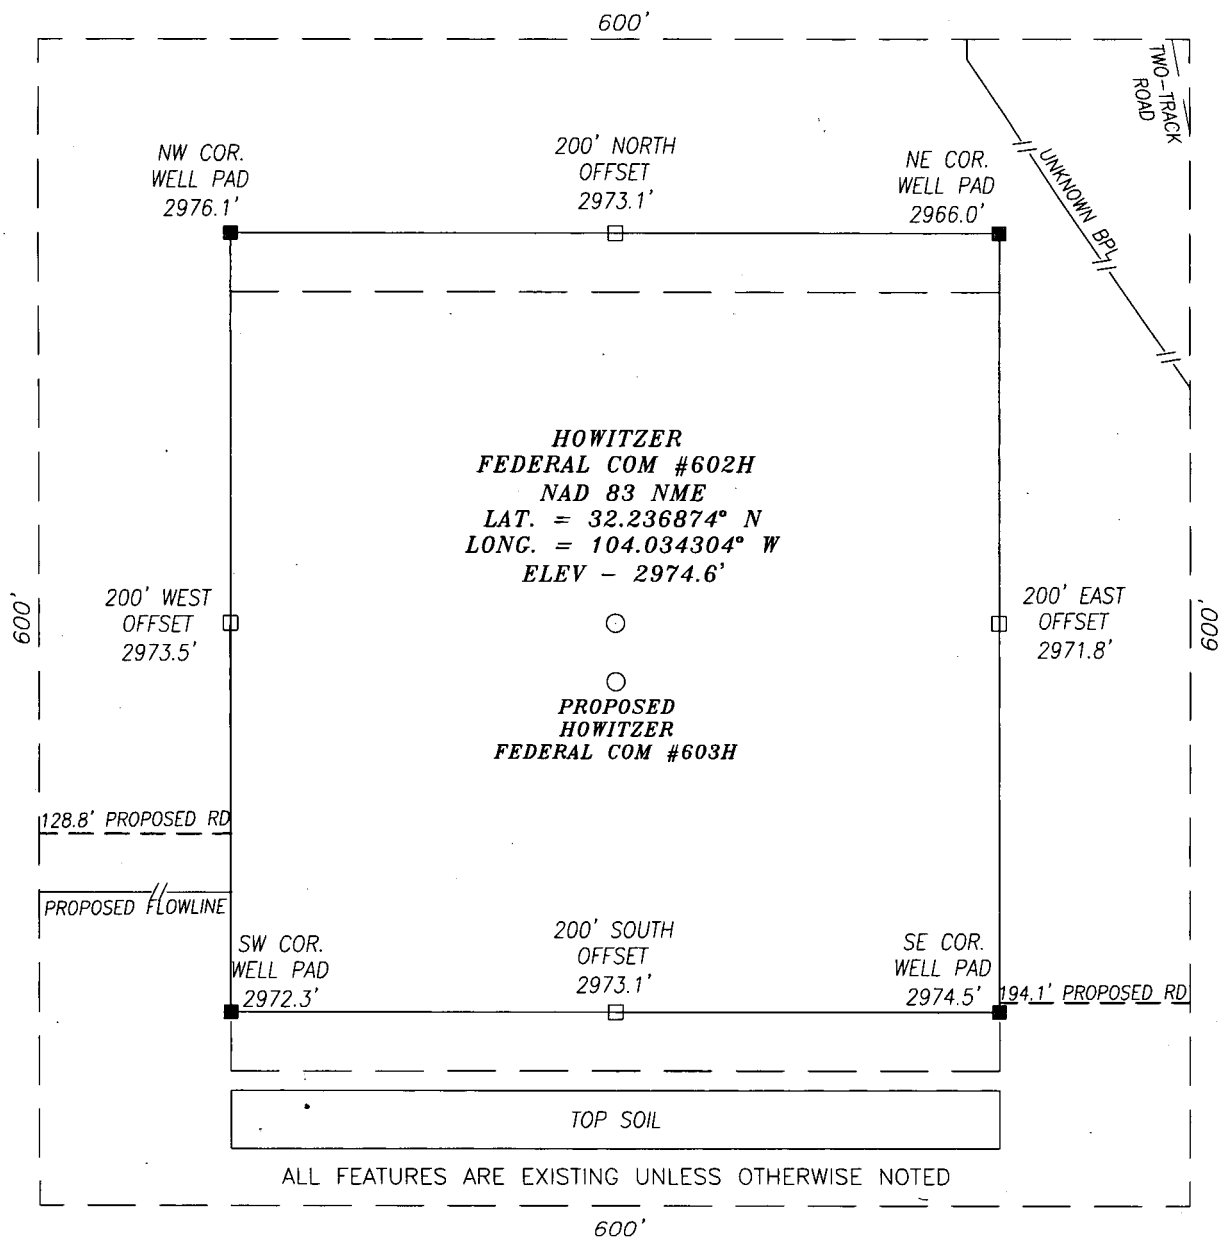 600'
TWO-TRACK
ROAD
NW COR.
WELL PAD
2976.1'
200' NORTH
OFFSET
2973.1'
NE COR.
WELL PAD
2966.0'
UNKNOWN BPL
HOWITZER
FEDERAL COM #602H
NAD 83 NME
LAT. = 32.236874° N
LONG. = 104.034304° W
ELEV - 2974.6'
600'
200' WEST
OFFSET
2973.5'
200' EAST
OFFSET
2971.8'
600'
PROPOSED
HOWITZER
FEDERAL COM #603H
128.8' PROPOSED RD
PROPOSED FLOWLINE
SW COR.
WELL PAD
2972.3'
200' SOUTH
OFFSET
2973.1'
SE COR.
WELL PAD
2974.5'
194.1' PROPOSED RD
TOP SOIL
ALL FEATURES ARE EXISTING UNLESS OTHERWISE NOTED
600'